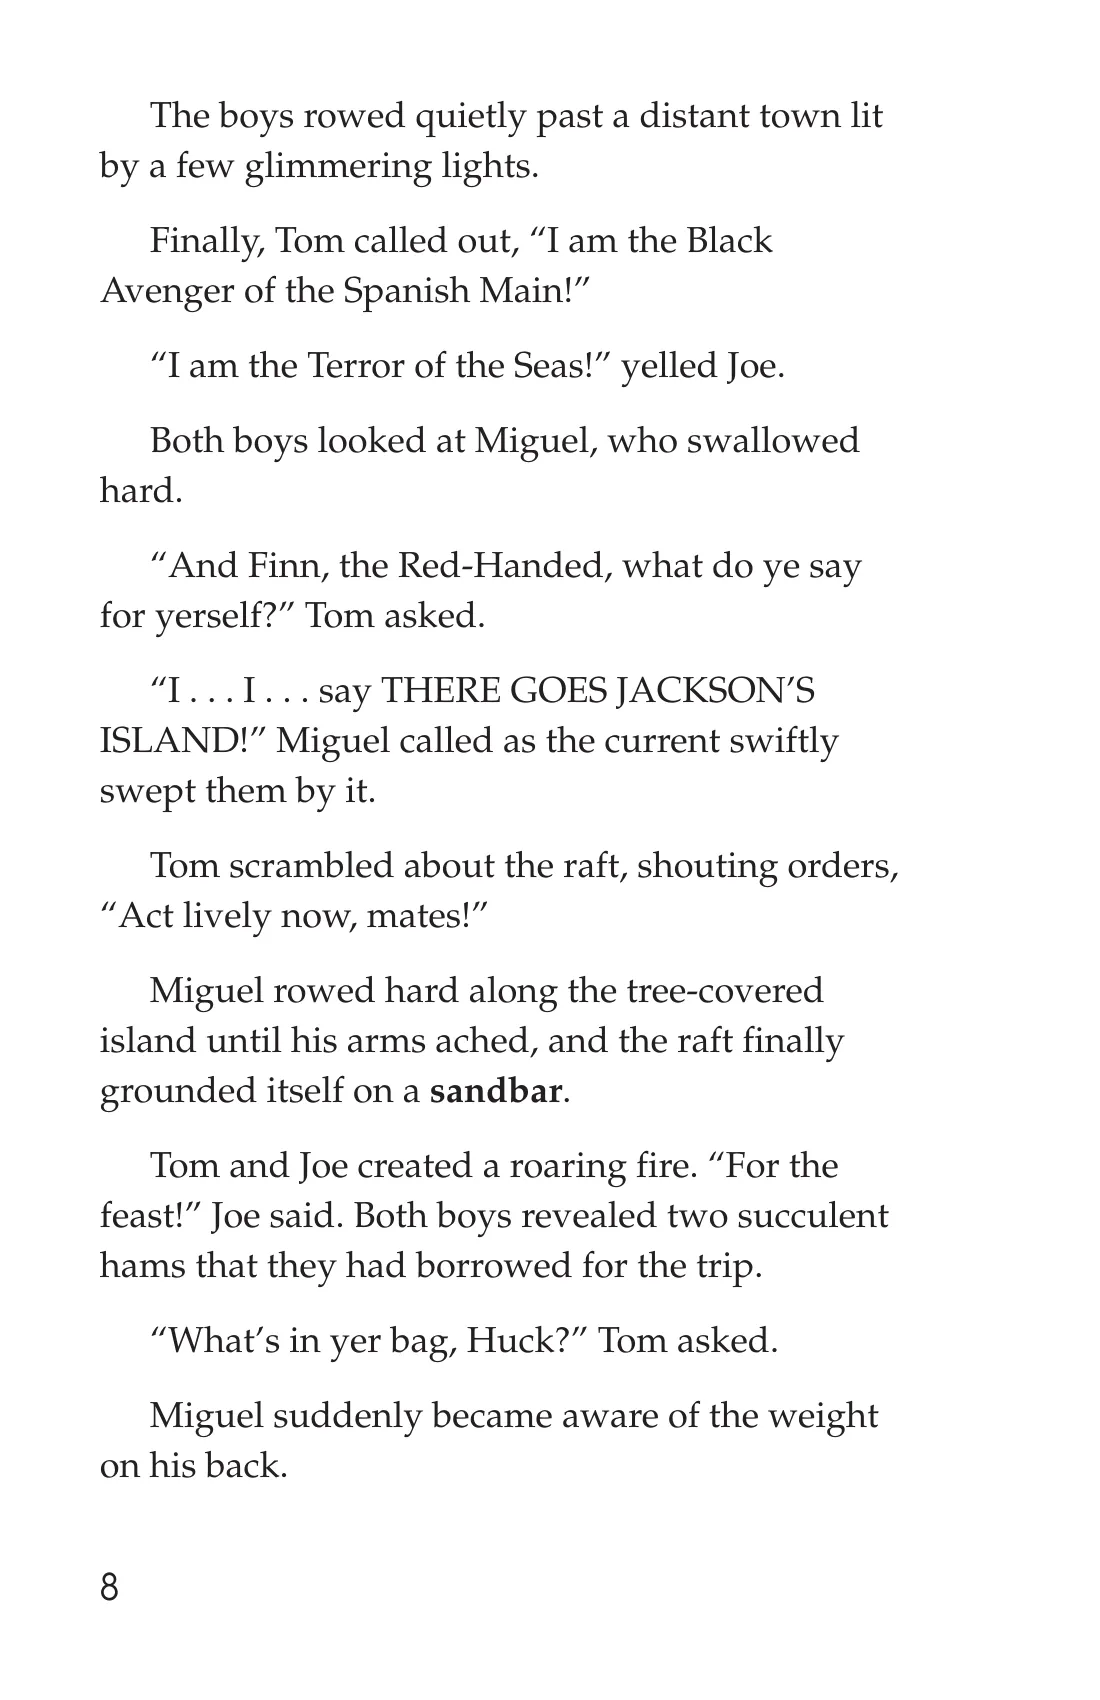 The boys rowed quietly past a distant town lit
by a few glimmering lights.
Finally, Tom called out, “I am the Black
Avenger of the Spanish Main!”
“I am the Terror of the Seas!” yelled Joe.
Both boys looked at Miguel, who swallowed
hard.
“And Finn, the Red-Handed, what do ye say
for yerself?” Tom asked.
“I . . . I . . . say THERE GOES JACKSON’S
ISLAND!” Miguel called as the current swiftly
swept them by it.
Tom scrambled about the raft, shouting orders,
“Act lively now, mates!”
Miguel rowed hard along the tree-covered
island until his arms ached, and the raft finally
grounded itself on a sandbar.
Tom and Joe created a roaring fire. “For the
feast!” Joe said. Both boys revealed two succulent
hams that they had borrowed for the trip.
“What’s in yer bag, Huck?” Tom asked.
Miguel suddenly became aware of the weight
on his back.
8